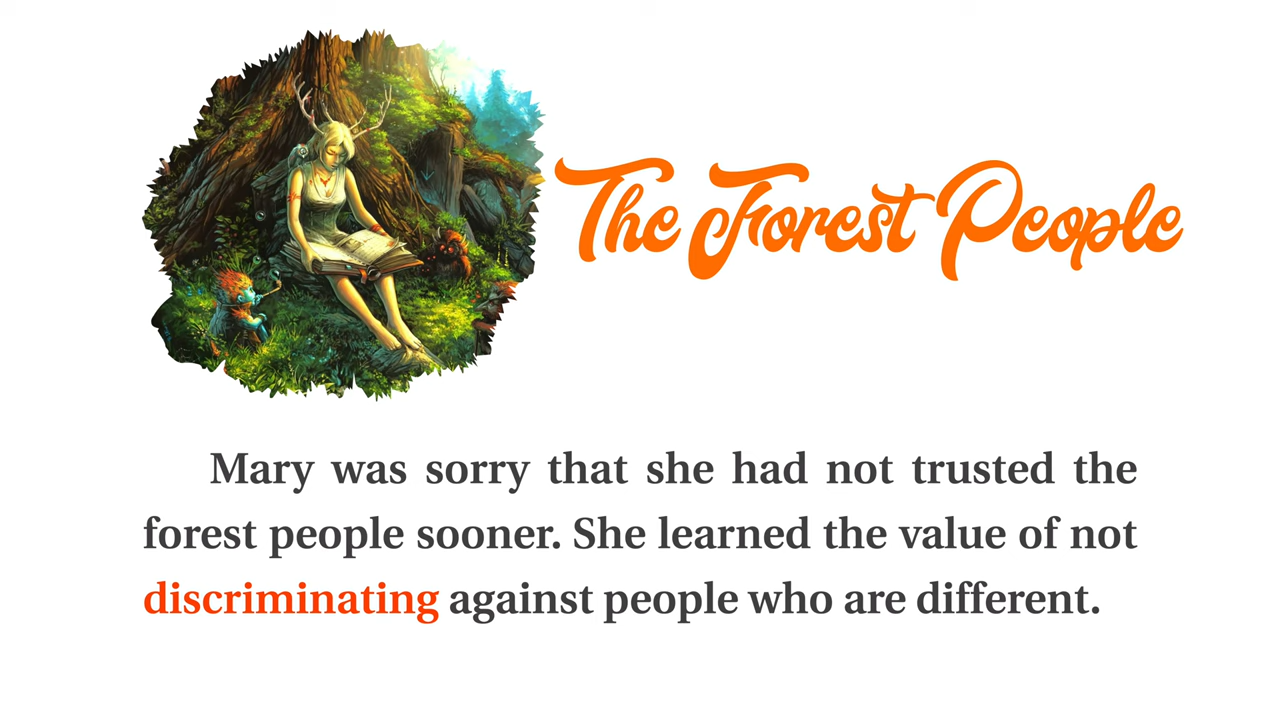 The Forest People
Mary was sorry that she had not trusted the
forest people sooner. She learned the value of not
discriminating against people who are different.